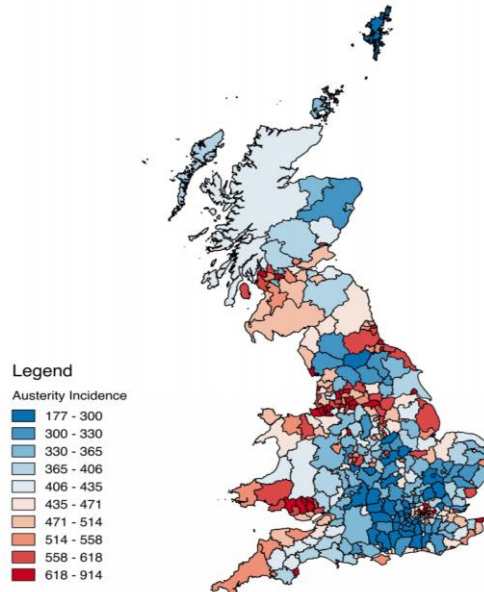 Legend
Austerity Incidence
177 - 300
300 - 330
330 - 365
365 - 406
406 - 435
435 - 471
471 - 514
514 - 558
558 - 618
618 - 914